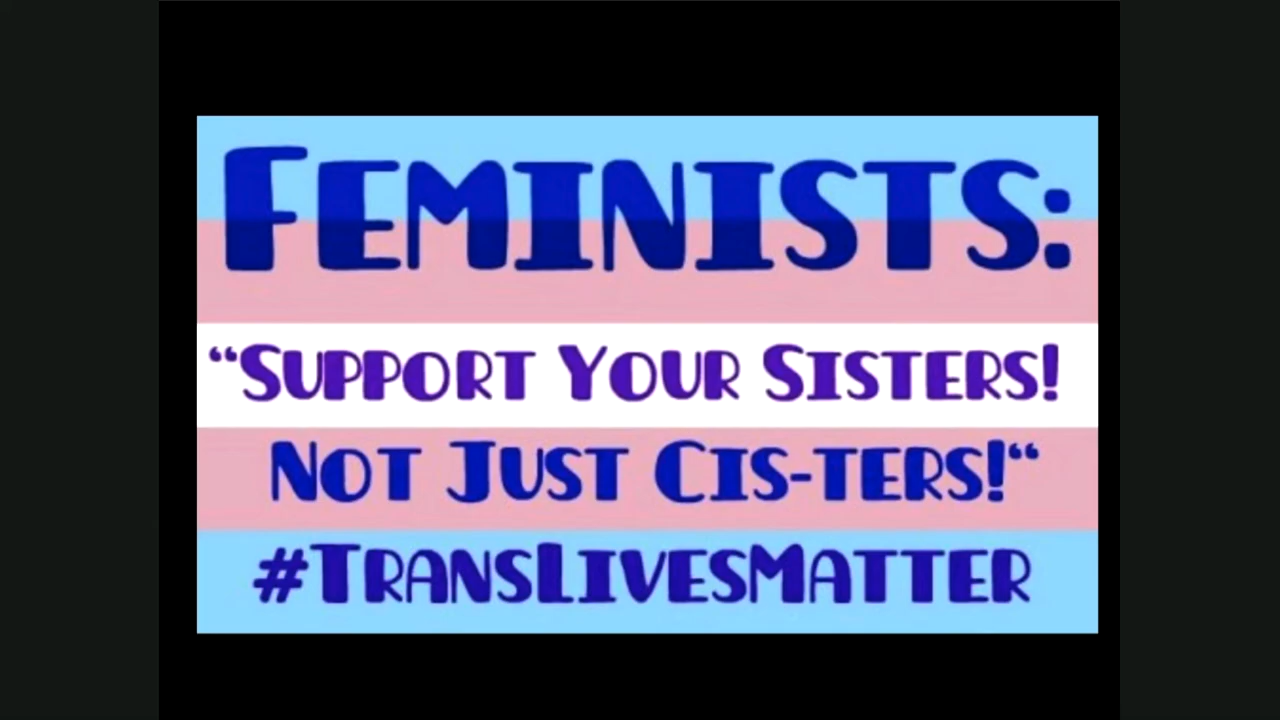 Feminists:
“Support Your Sisters!
Not Just Cis-ters!“
#TransLivesMatter